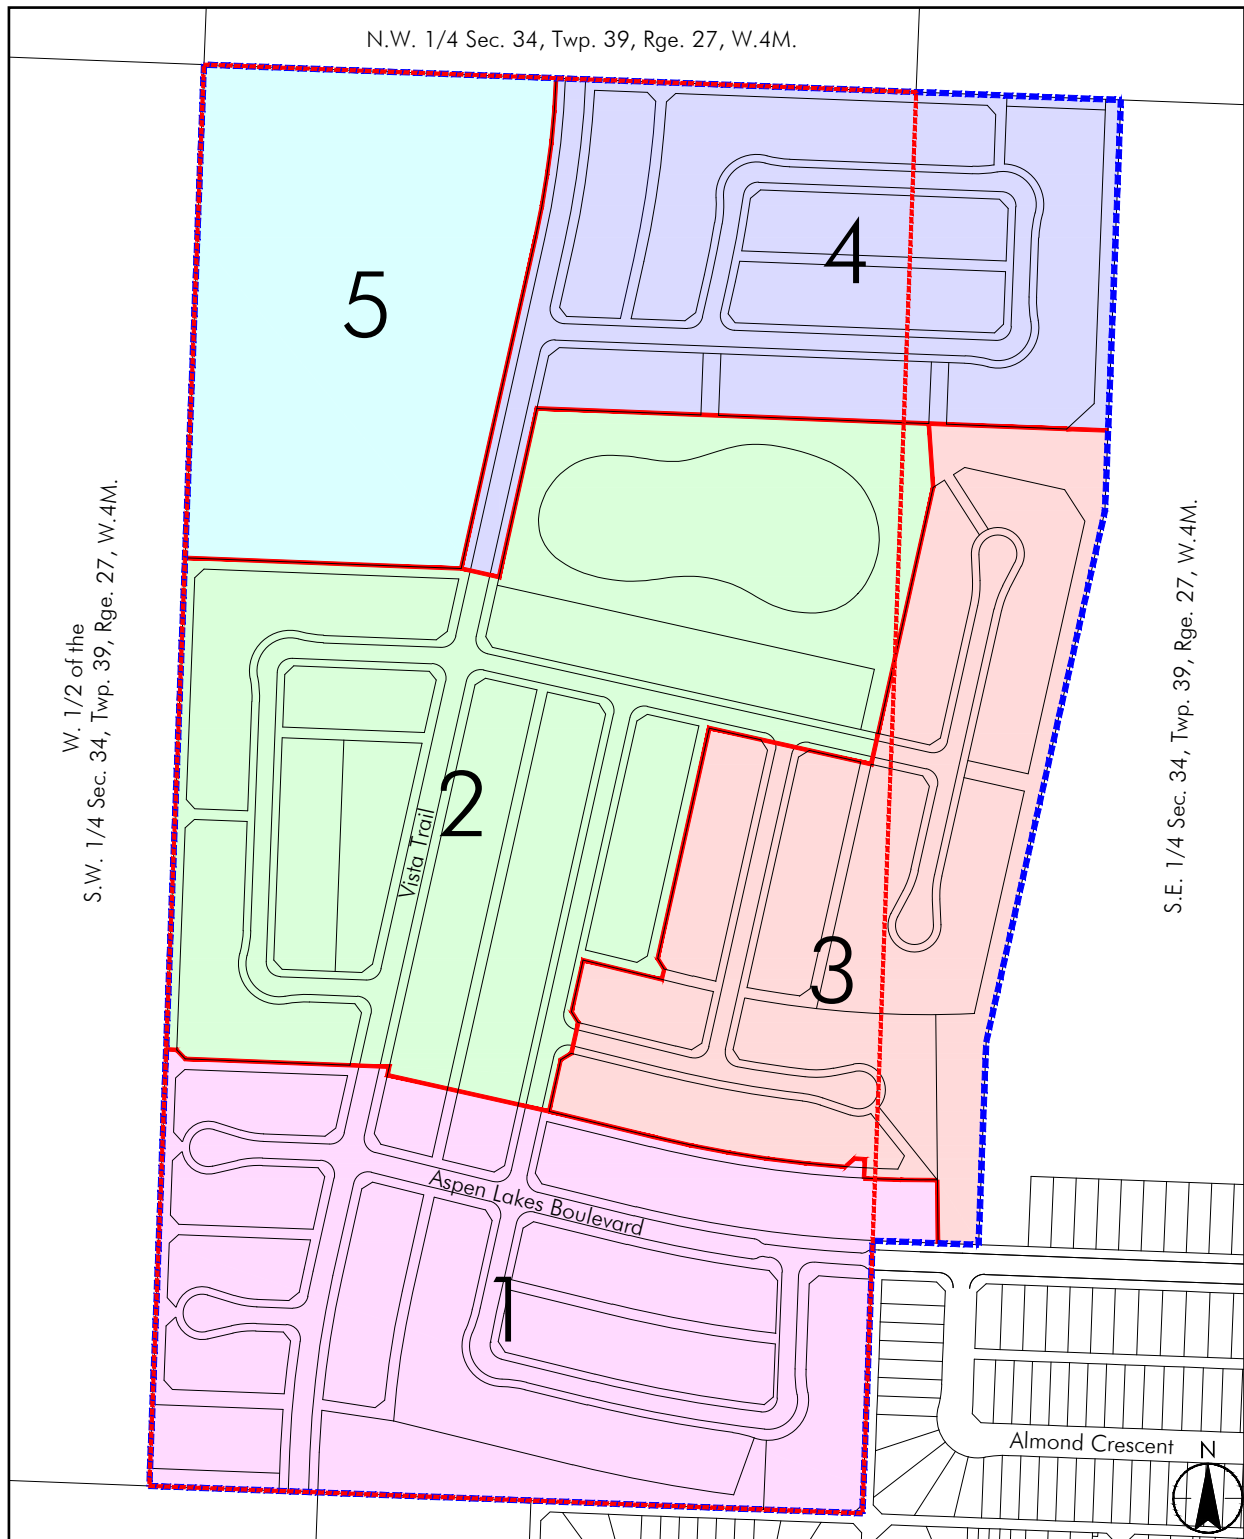 N.W. 1/4 Sec. 34, Twp. 39, Rge. 27, W.4M.
4
5
W. 1/2 of the
S.W. 1/4 Sec. 34, Twp. 39, Rge. 27, W.4M.
S.E. 1/4 Sec. 34, Twp. 39, Rge. 27, W.4M.
2
Vista Trail
3
Aspen Lakes Boulevard
1
Almond Crescent
N